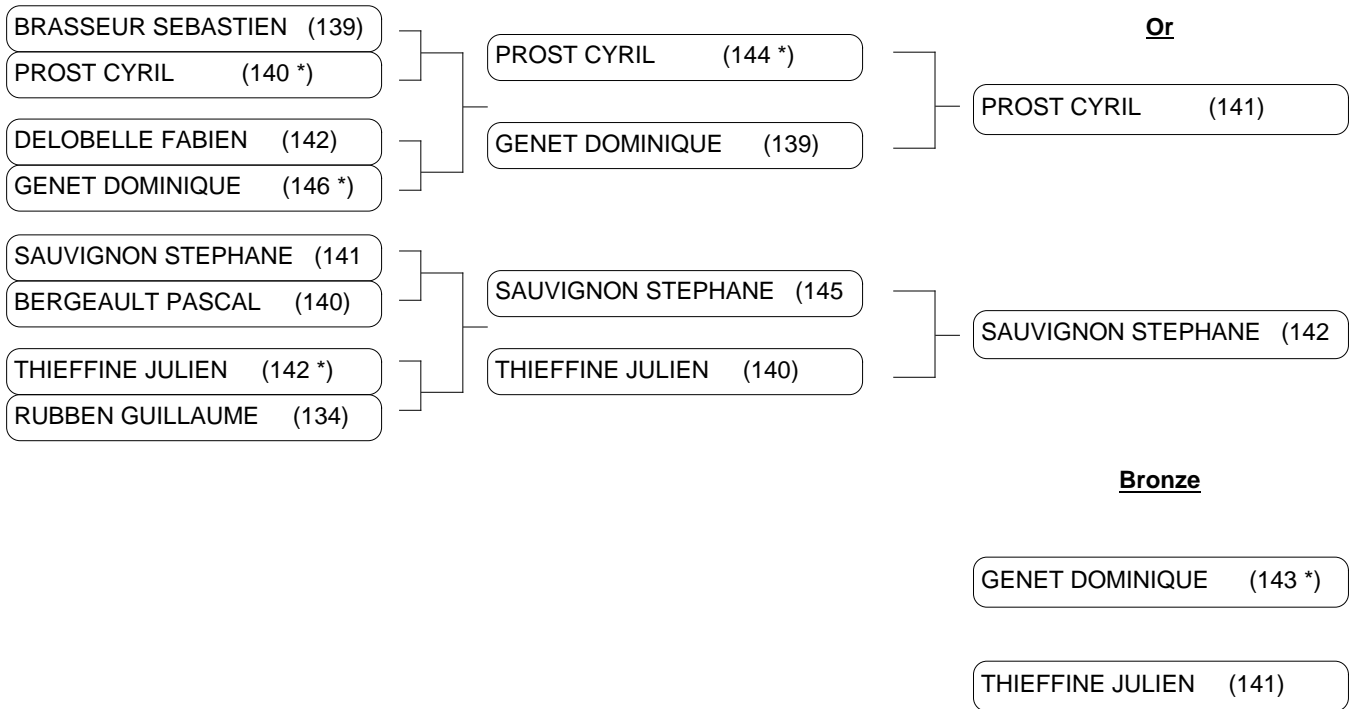 BRASSEUR SEBASTIEN (139)
PROST CYRIL (140 *)
DELOBELLE FABIEN (142)
GENET DOMINIQUE (146 *)
SAUVIGNON STEPHANE (141
BERGEAULT PASCAL (140)
THIEFFINE JULIEN (142 *)
RUBBEN GUILLAUME (134)
PROST CYRIL (144 *)
GENET DOMINIQUE (139)
SAUVIGNON STEPHANE (145
THIEFFINE JULIEN (140)
Or
PROST CYRIL (141)
SAUVIGNON STEPHANE (142
Bronze
GENET DOMINIQUE (143 *)
THIEFFINE JULIEN (141)